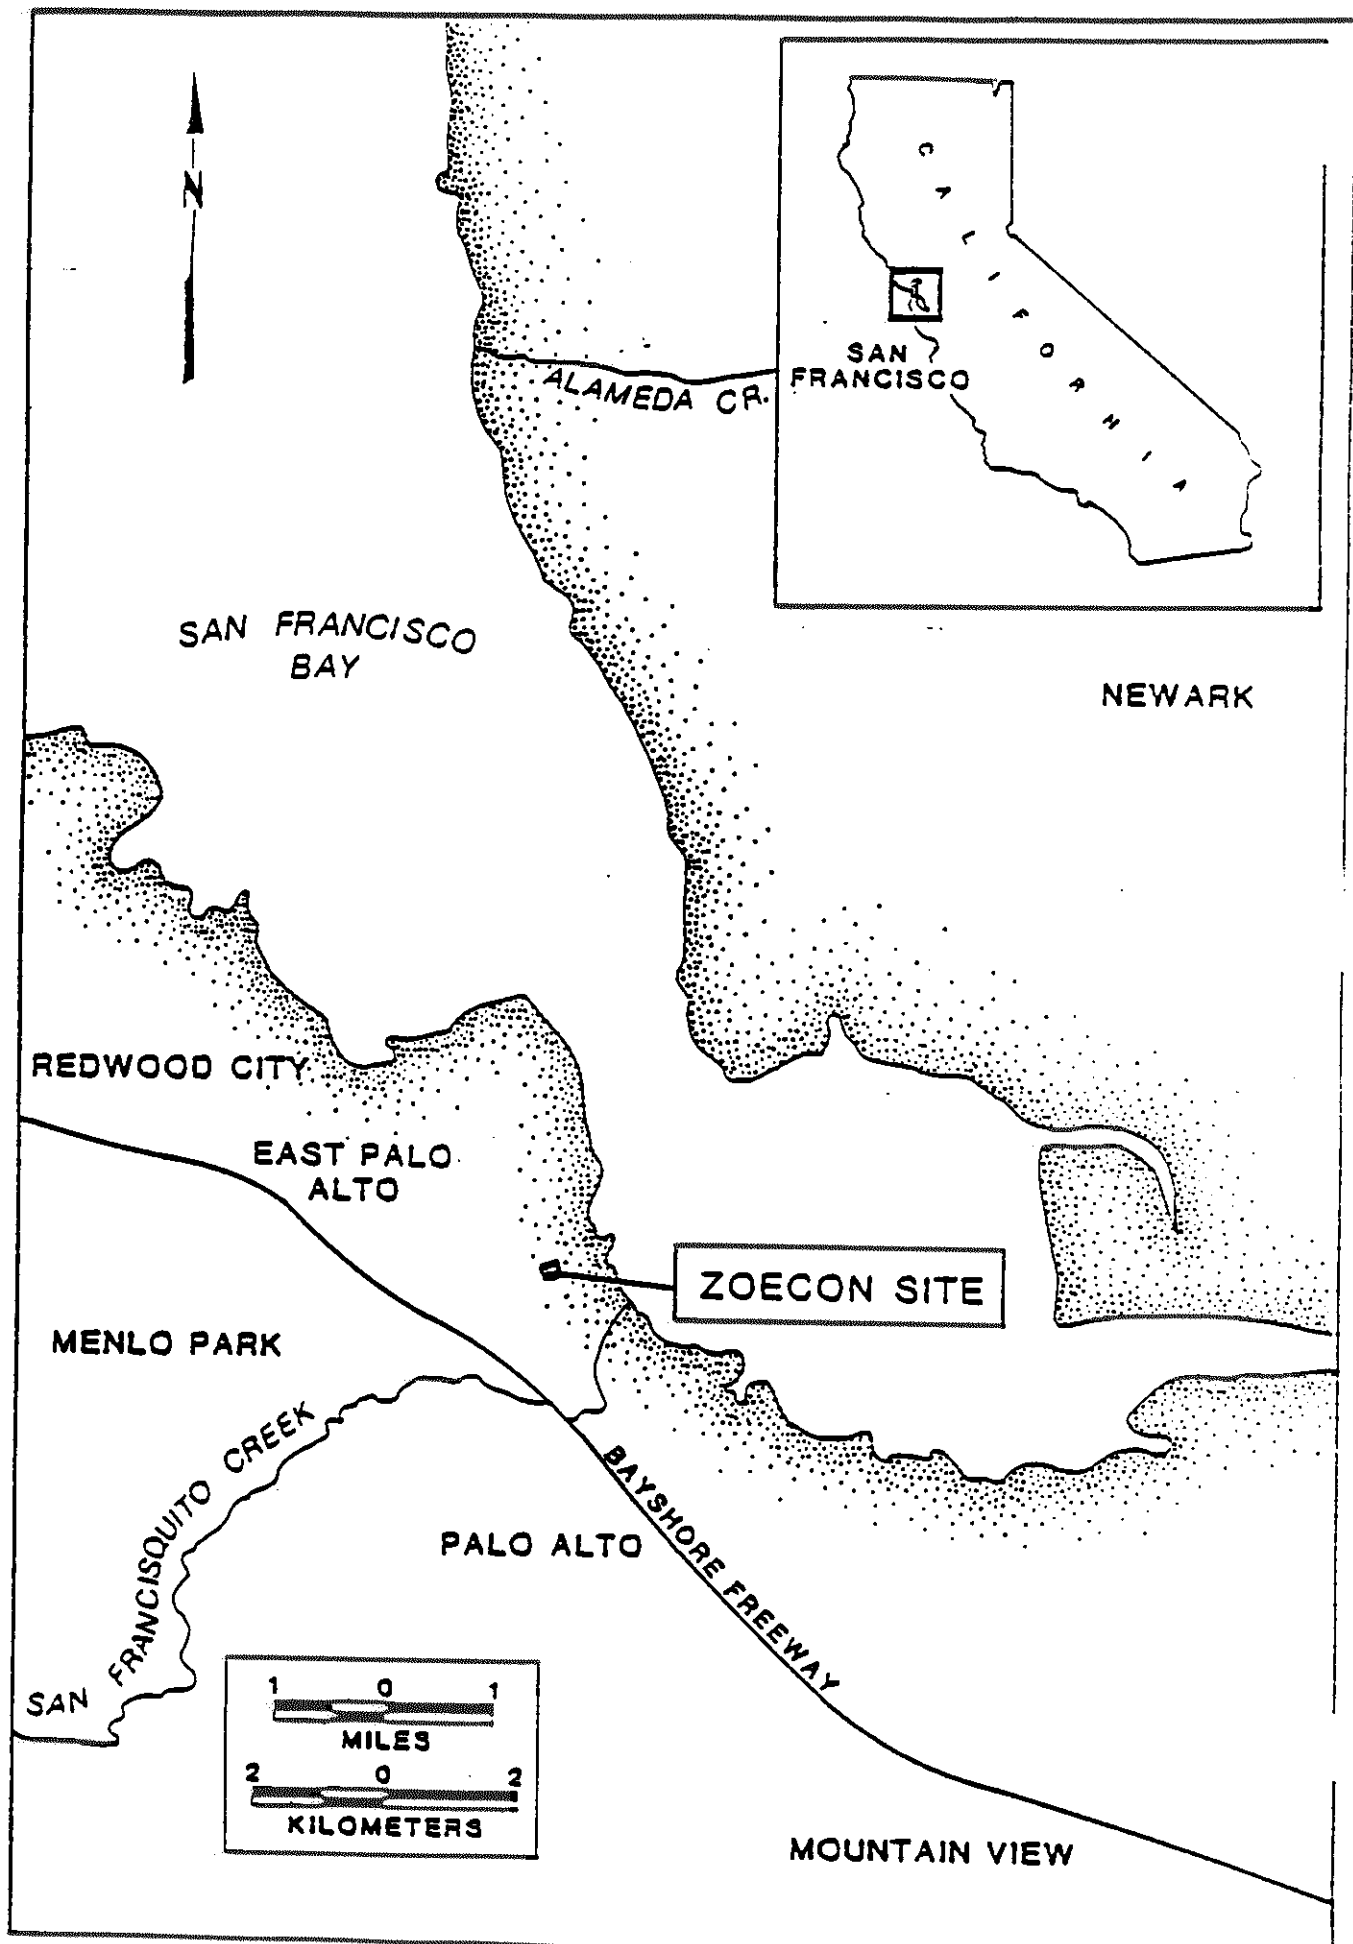 N
CALIFORNIA
SAN
FRANCISCO
ALAMEDA CR.
SAN FRANCISCO
BAY
NEWARK
REDWOOD CITY
EAST PALO
ALTO
ZOECON SITE
MENLO PARK
SAN FRANCISQUITO CREEK
BAYSHORE FREEWAY
PALO ALTO
1 0 1
MILES
2 0 2
KILOMETERS
MOUNTAIN VIEW